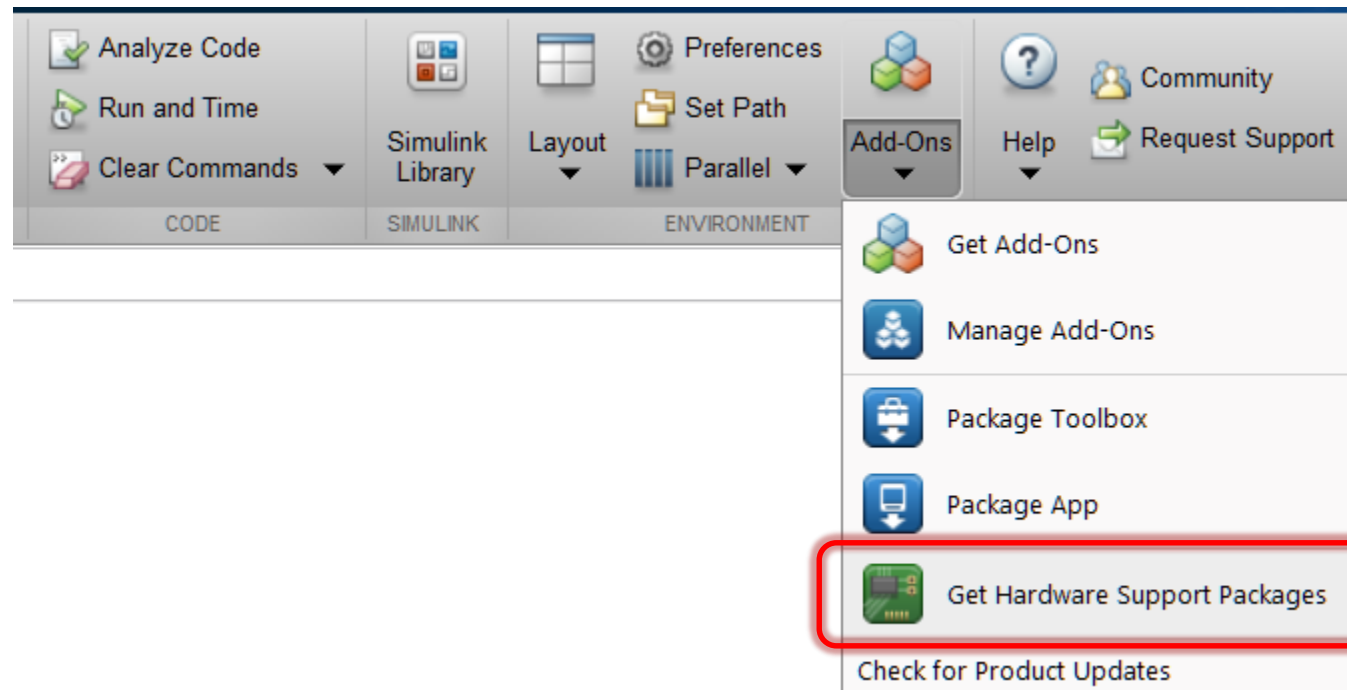 Analyze Code
Run and Time
Clear Commands
CODE
Simulink
Library
SIMULINK
Layout
Preferences
Set Path
Parallel
ENVIRONMENT
Add-Ons
Help
Community
Request Support
Get Add-Ons
Manage Add-Ons
Package Toolbox
Package App
Get Hardware Support Packages
Check for Product Updates